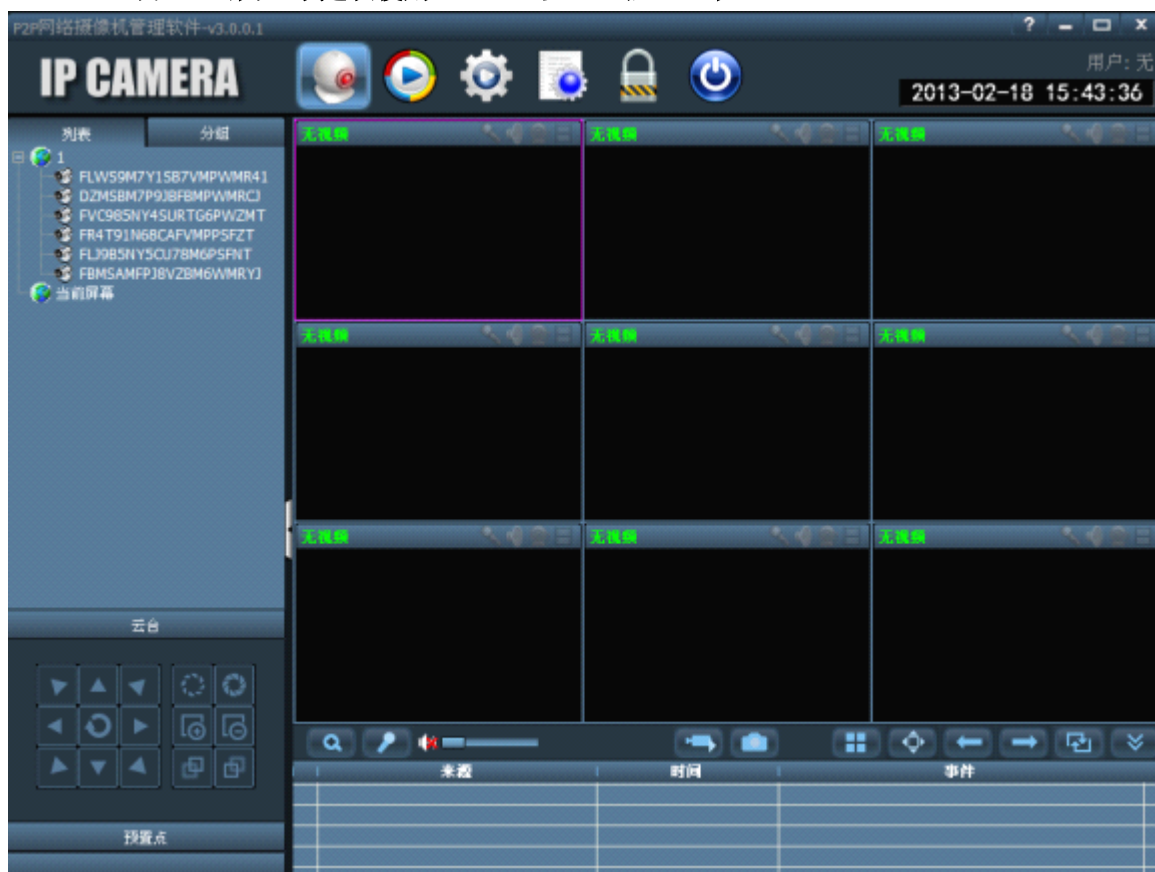 P2P网络摄像机管理软件-v3.0.0.1
IP CAMERA
用户: 无
2013-02-18 15:43:36
列表 分组
1
FLWS9M7Y1SB7VMPWMR41
DZMSBM7P9JBFBMPWMRCJ
FVC985NY4SURTG6PWZMT
FR4T91N6BCAFVMPPSFZT
FLJ9B5NY5CU78M6PSFNT
FBMSAMFPJ8VZBM6WMRYJ
当前屏幕
无视频 无视频 无视频
无视频 无视频 无视频
无视频 无视频 无视频
云台
来源 时间 事件
预置点